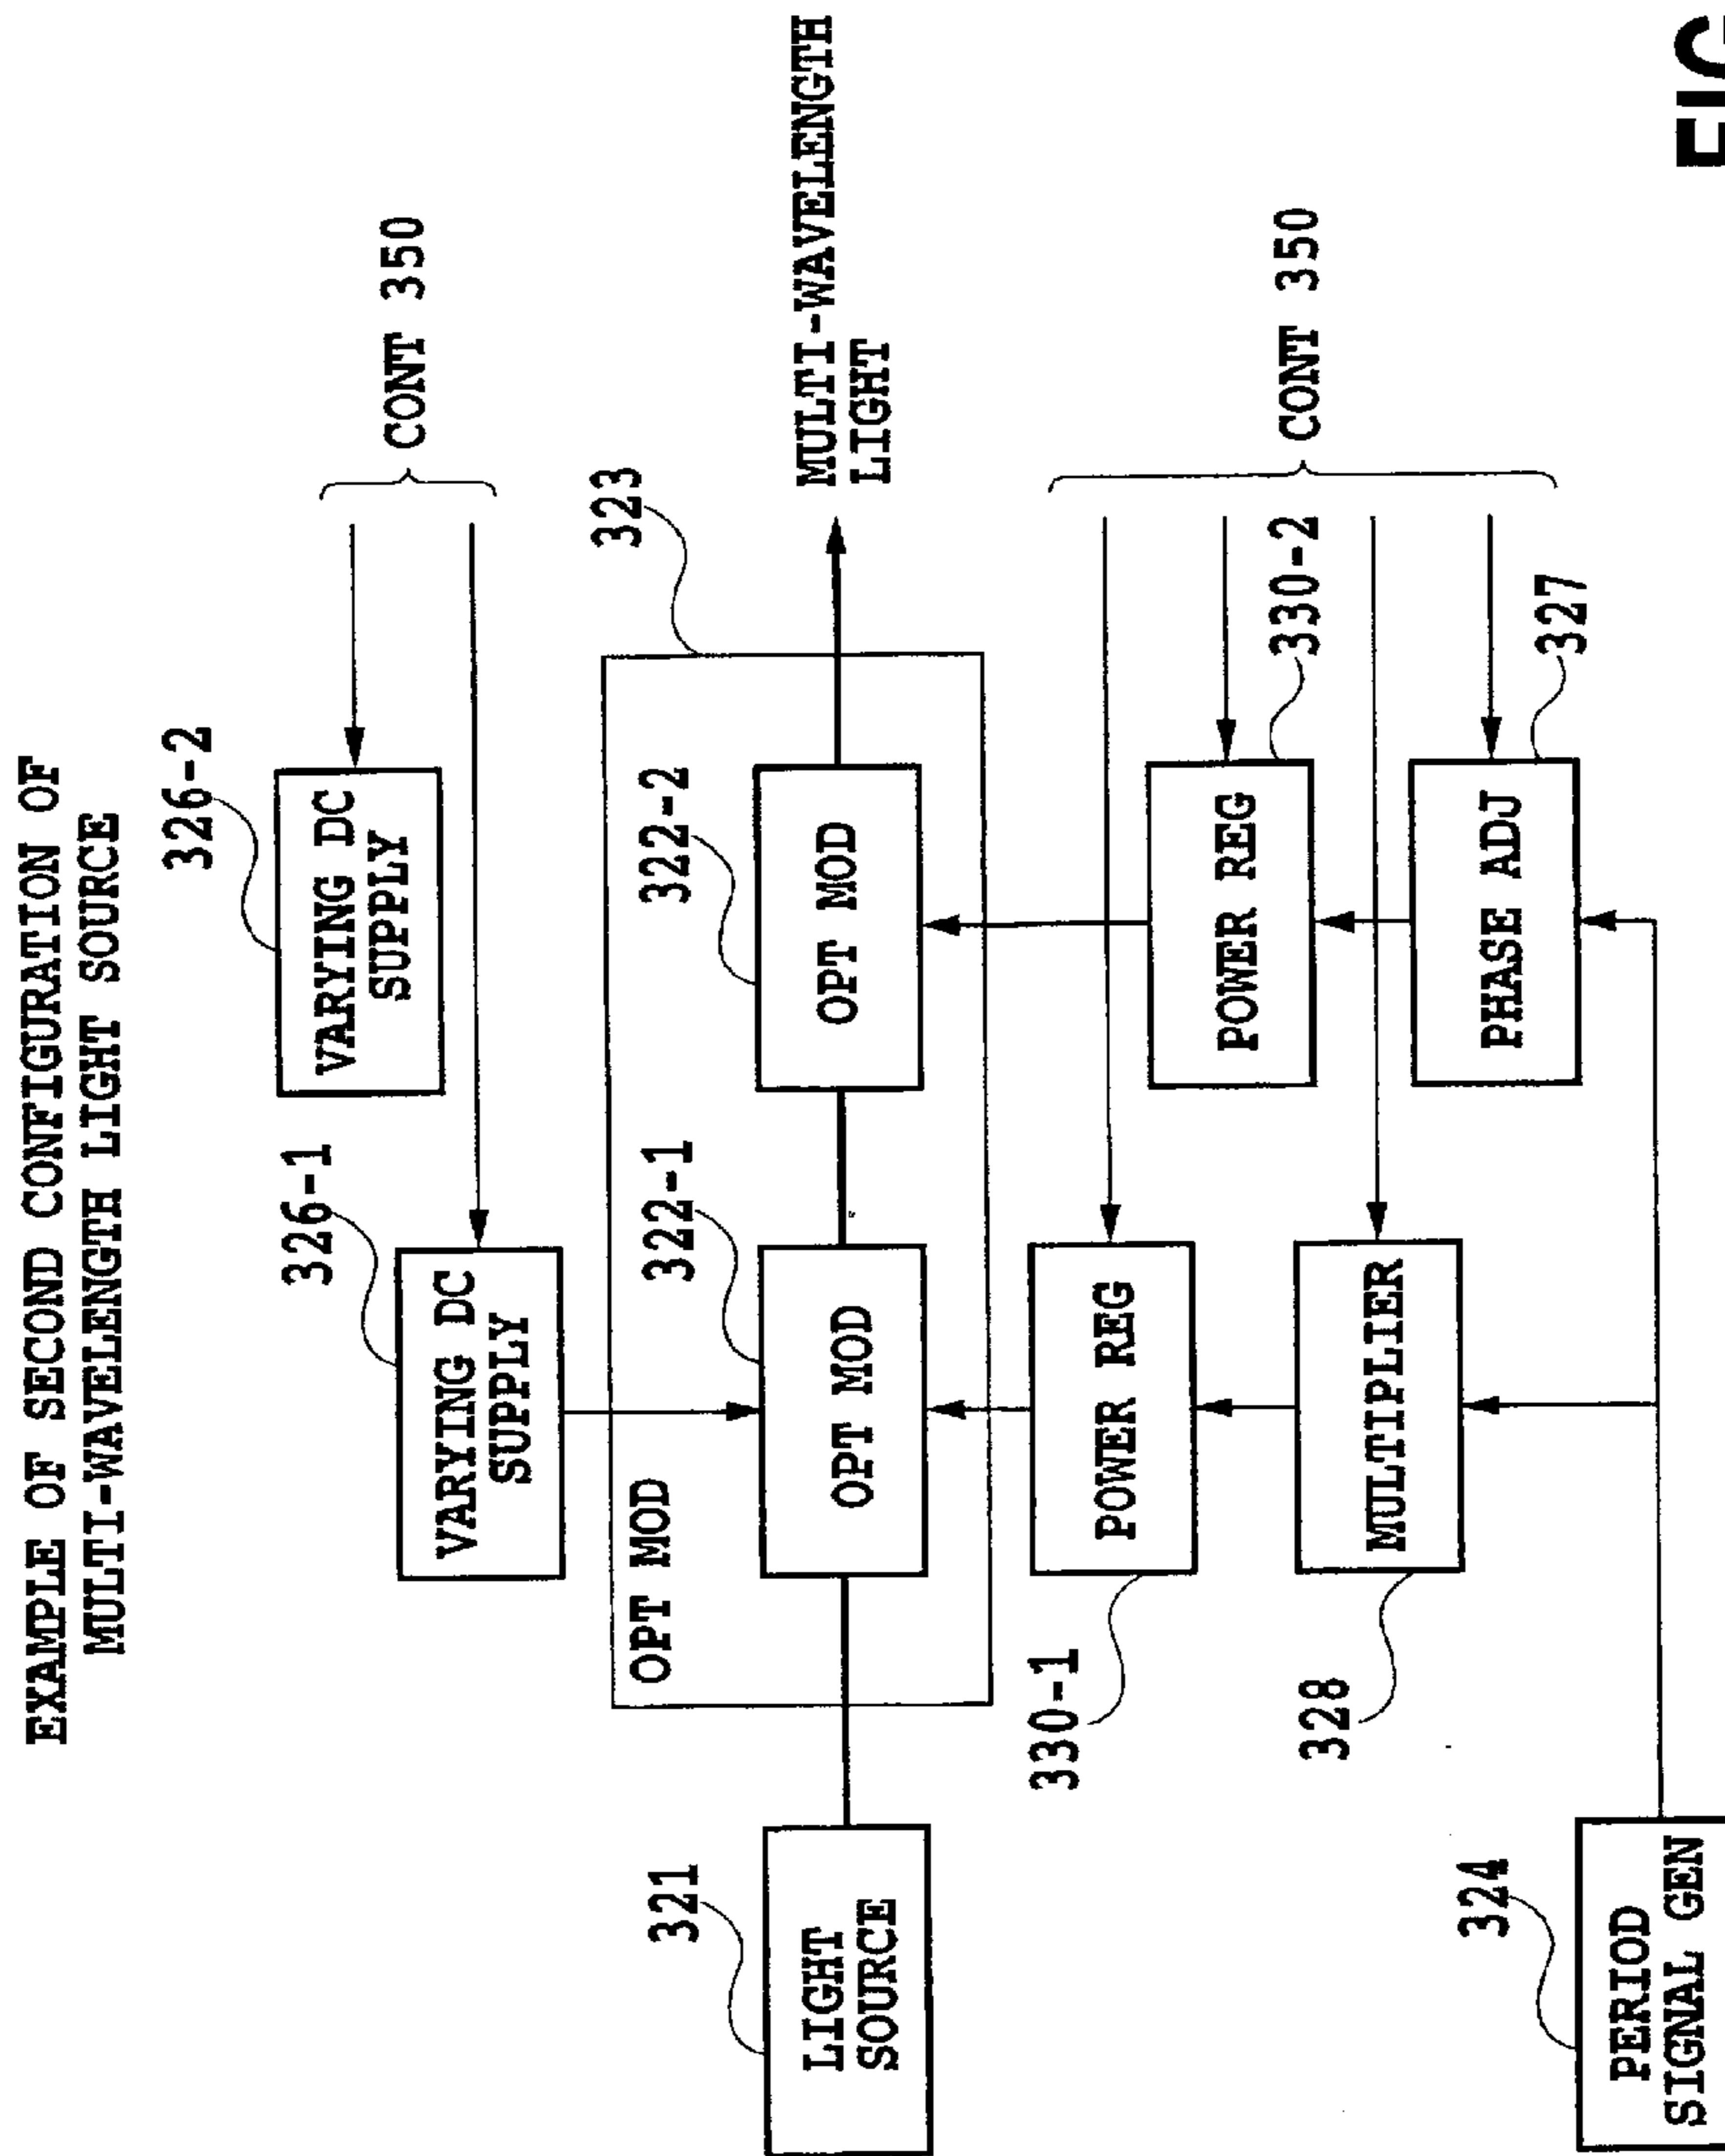 EXAMPLE OF SECOND CONFIGURATION OF
MULTI-WAVELENGTH LIGHT SOURCE
326-2
VARYING DC
SUPPLY
CONT 350
326-1
VARYING DC
SUPPLY
323
OPT MOD
321
LIGHT
SOURCE
322-1
OPT MOD
322-2
OPT MOD
MULTI-WAVELENGTH
LIGHT
330-1
POWER REG
POWER REG
330-2
CONT 350
328
MULTIPLIER
PHASE ADJ
327
324
PERIOD
SIGNAL GEN